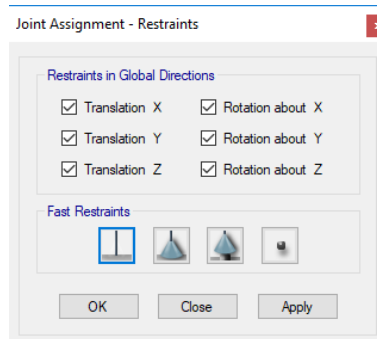 Joint Assignment - Restraints
Restraints in Global Directions
Translation X
Rotation about X
Translation Y
Rotation about Y
Translation Z
Rotation about Z
Fast Restraints
OK
Close
Apply